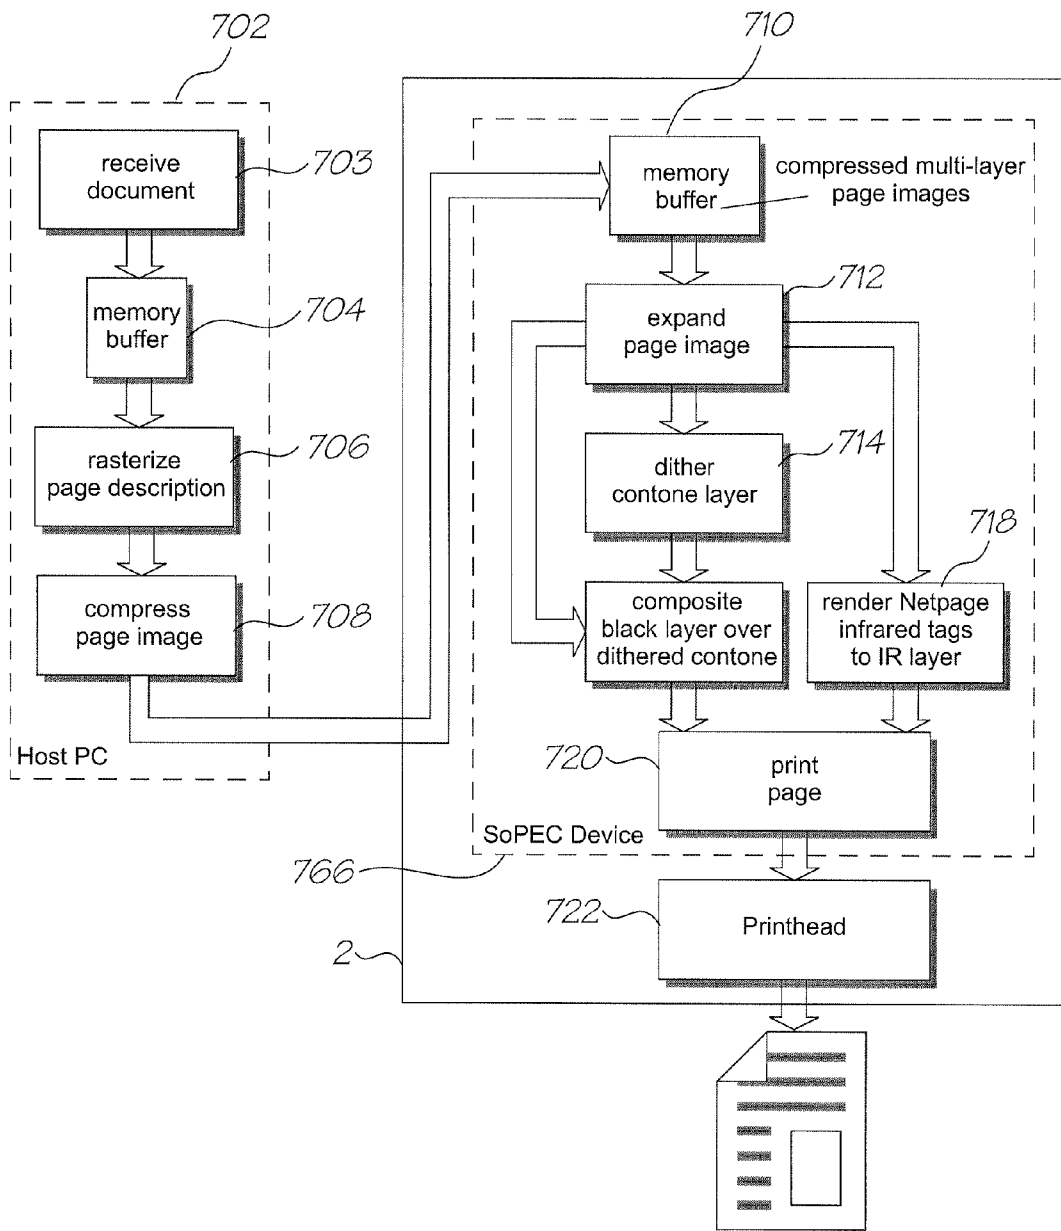 702
710
receive
document
703
memory
buffer
compressed multi-layer
page images
memory
buffer
704
expand
page image
712
rasterize
page description
706
dither
contone layer
714
718
compress
page image
708
composite
black layer over
dithered contone
render Netpage
infrared tags
to IR layer
Host PC
720
print
page
SoPEC Device
766
722
Printhead
2